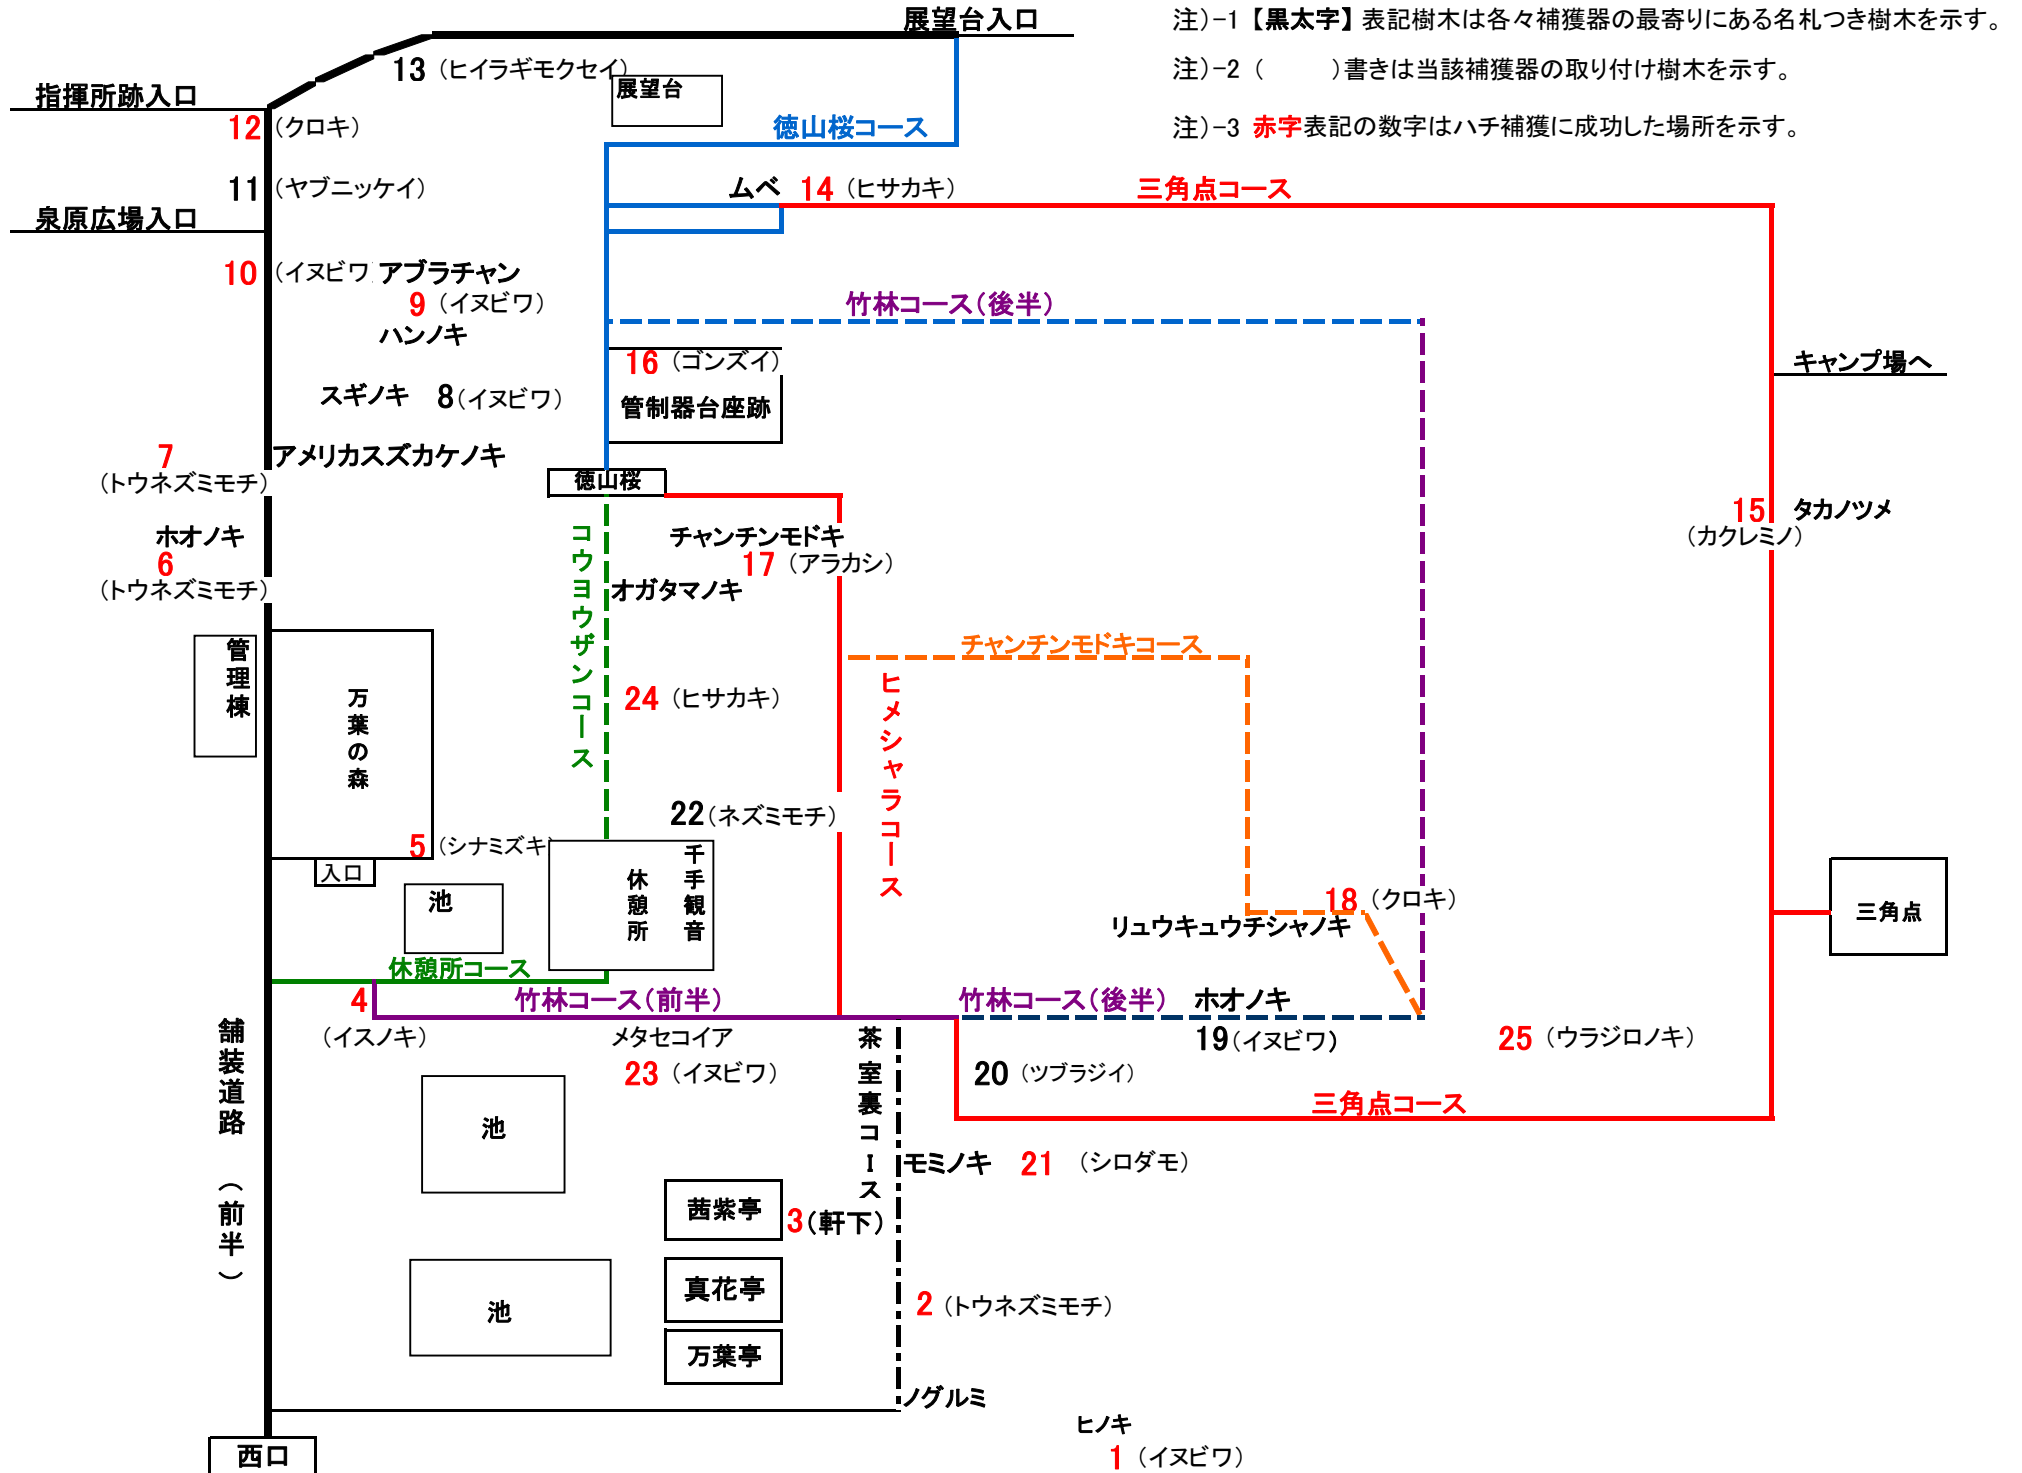 展望台入口
注)-1 【黒太字】 表記樹木は各々補獲器の最寄りにある名札つき樹木を示す。
13 (ヒイラギモクセイ)
注)-2 (　　)書きは当該補獲器の取り付け樹木を示す。
展望台
指揮所跡入口
12 (クロキ)
徳山桜コース
注)-3 赤字表記の数字はハチ補獲に成功した場所を示す。
11 (ヤブニッケイ)
ムベ 14 (ヒサカキ)
三角点コース
泉原広場入口
10 (イヌビワ
アブラチャン
9 (イヌビワ)
竹林コース(後半)
ハンノキ
16 (ゴンズイ)
キャンプ場へ
スギノキ 8(イヌビワ)
管制器台座跡
7
アメリカスズカケノキ
(トウネズミモチ)
徳山桜
15 タカノツメ
(カクレミノ)
ホオノキ
チャンチンモドキ
6
17 (アラカシ)
(トウネズミモチ)
オガタマノキ
コウヨウザンコース
管理棟
チャンチンモドキコース
万葉の森
24 (ヒサカキ)
ヒメシャラコース
22(ネズミモチ)
5 (シナミズキ)
入口
池
休憩所
千手観音
18 (クロキ)
リュウキュウチシャノキ
三角点
休憩所コース
4
竹林コース(前半)
竹林コース(後半)
ホオノキ
(イスノキ)
メタセコイア
19(イヌビワ)
25 (ウラジロノキ)
舗装道路 (前半)
23 (イヌビワ)
茶室裏コース
20 (ツブラジイ)
三角点コース
池
モミノキ 21 (シロダモ)
茜紫亭
3(軒下)
真花亭
2 (トウネズミモチ)
池
万葉亭
ノグルミ
ヒノキ
西口
1 (イヌビワ)